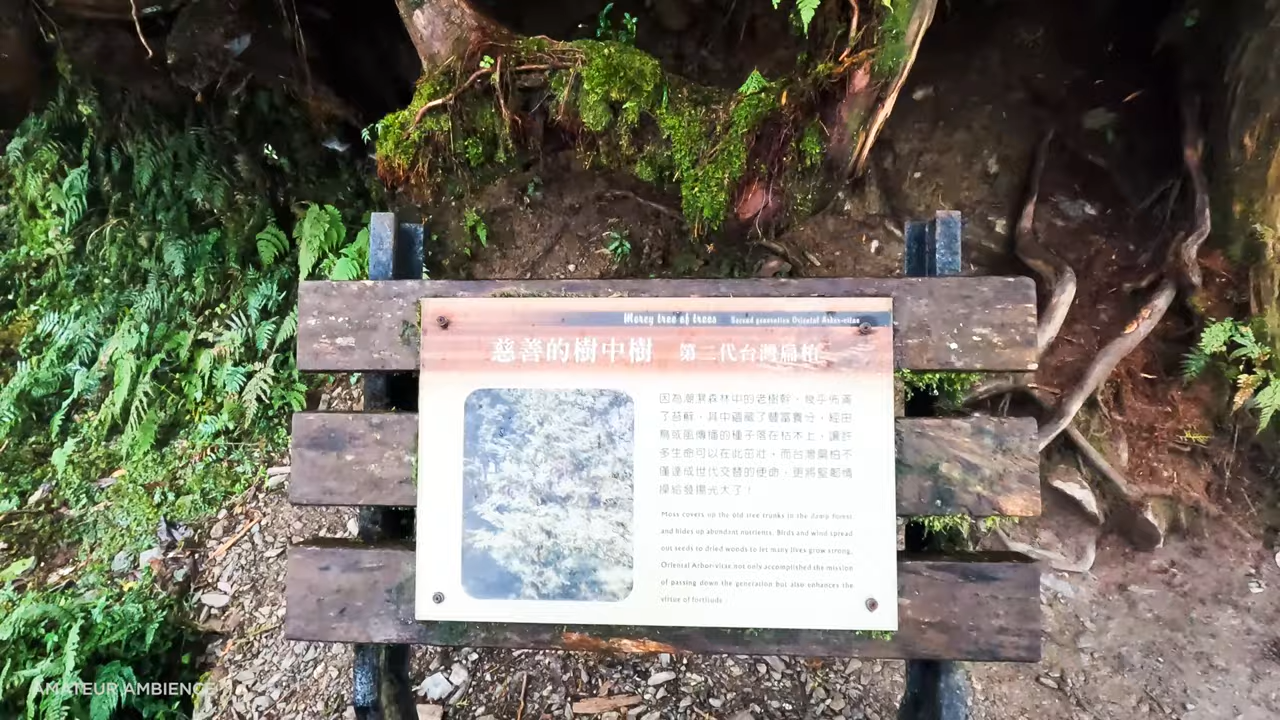 Mercy tree of trees Second generation Oriental Arbor-vitae
慈善的樹中樹 第二代台灣扁柏
因為潮濕森林中的老樹幹，幾乎佈滿
了苔蘚，其中蘊藏了豐富養分，經由
鳥或風傳播的種子落在枯木上，讓許
多生命可以在此茁壯。而台灣扁柏不
僅達成世代交替的使命，更將堅韌情
操給發揚光大了！
Moss covers up the old tree trunks in the damp forest
and hides up abundant nutrients. Birds and wind spread
out seeds to dried woods to let many lives grow strong.
Oriental Arbor-vitae not only accomplished the mission
of passing down the generation but also enhances the
virtue of fortitude.
AMATEUR AMBIENCE